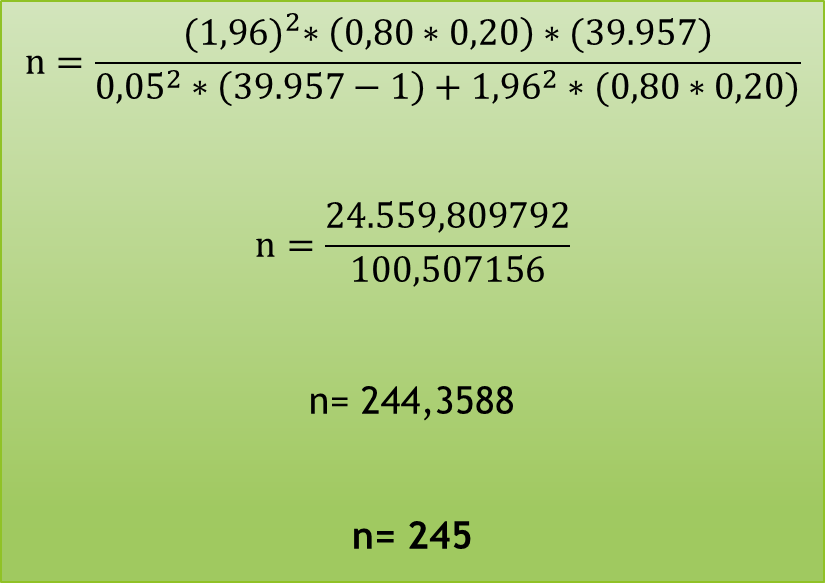 n = (1,96)²∗ (0,80 ∗ 0,20) ∗ (39.957) / 0,05² ∗ (39.957 − 1) + 1,96² ∗ (0,80 ∗ 0,20)
n = 24.559,809792 / 100,507156
n= 244,3588
n= 245